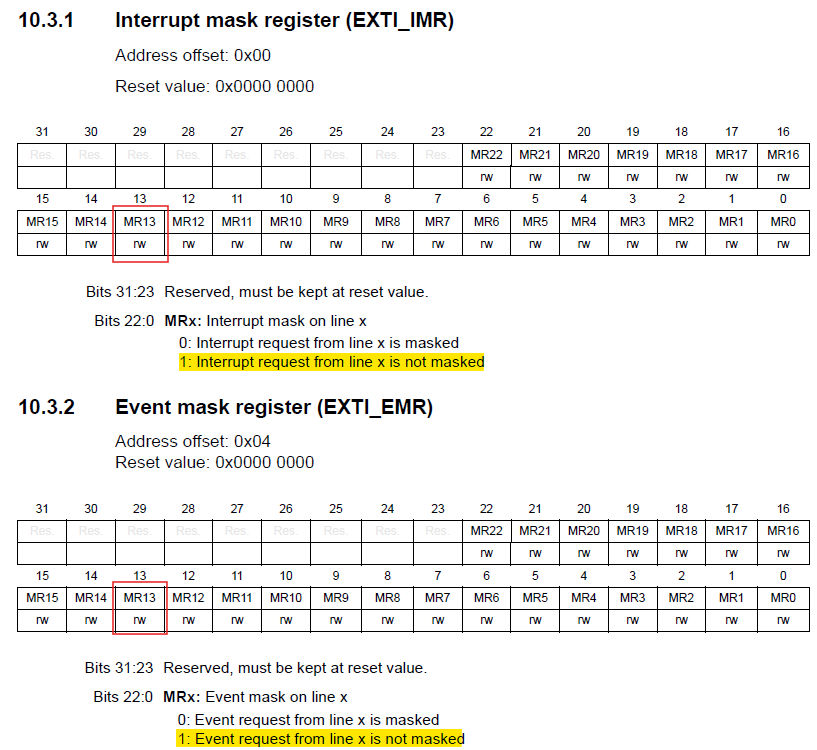 10.3.1 Interrupt mask register (EXTI_IMR)
Address offset: 0x00
Reset value: 0x0000 0000
31 30 29 28 27 26 25 24 23 22 21 20 19 18 17 16
Res. Res. Res. Res. Res. Res. Res. Res. Res. MR22 MR21 MR20 MR19 MR18 MR17 MR16
rw rw rw rw rw rw rw
15 14 13 12 11 10 9 8 7 6 5 4 3 2 1 0
MR15 MR14 MR13 MR12 MR11 MR10 MR9 MR8 MR7 MR6 MR5 MR4 MR3 MR2 MR1 MR0
rw rw rw rw rw rw rw rw rw rw rw rw rw rw rw rw
Bits 31:23 Reserved, must be kept at reset value.
Bits 22:0 MRx: Interrupt mask on line x
0: Interrupt request from line x is masked
1: Interrupt request from line x is not masked
10.3.2 Event mask register (EXTI_EMR)
Address offset: 0x04
Reset value: 0x0000 0000
31 30 29 28 27 26 25 24 23 22 21 20 19 18 17 16
Res. Res. Res. Res. Res. Res. Res. Res. Res. MR22 MR21 MR20 MR19 MR18 MR17 MR16
rw rw rw rw rw rw rw
15 14 13 12 11 10 9 8 7 6 5 4 3 2 1 0
MR15 MR14 MR13 MR12 MR11 MR10 MR9 MR8 MR7 MR6 MR5 MR4 MR3 MR2 MR1 MR0
rw rw rw rw rw rw rw rw rw rw rw rw rw rw rw rw
Bits 31:23 Reserved, must be kept at reset value.
Bits 22:0 MRx: Event mask on line x
0: Event request from line x is masked
1: Event request from line x is not masked